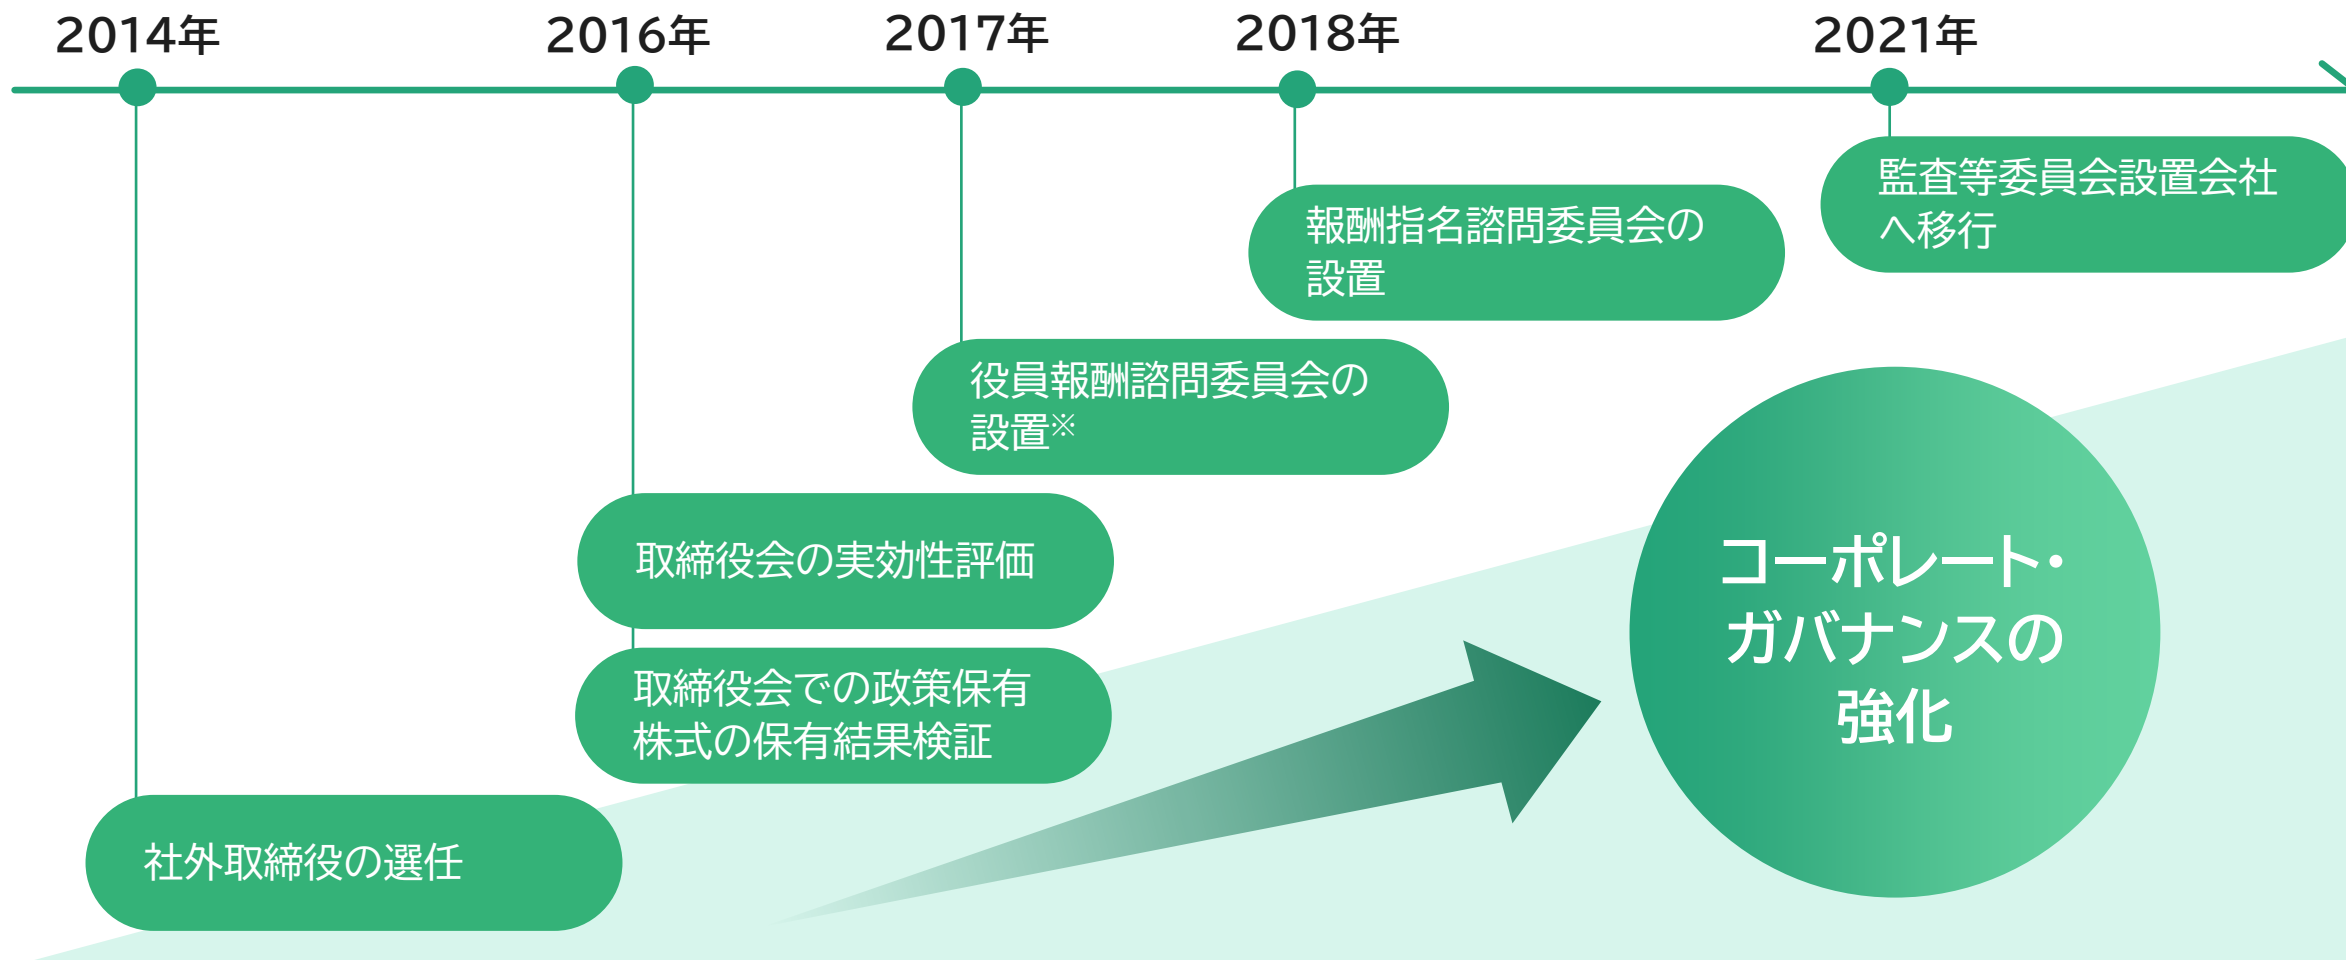 2014年
2016年
2017年
2018年
2021年
監査等委員会設置会社
へ移行
報酬指名諮問委員会の
設置
役員報酬諮問委員会の
設置※
取締役会の実効性評価
取締役会での政策保有
株式の保有結果検証
社外取締役の選任
コーポレート・
ガバナンスの
強化